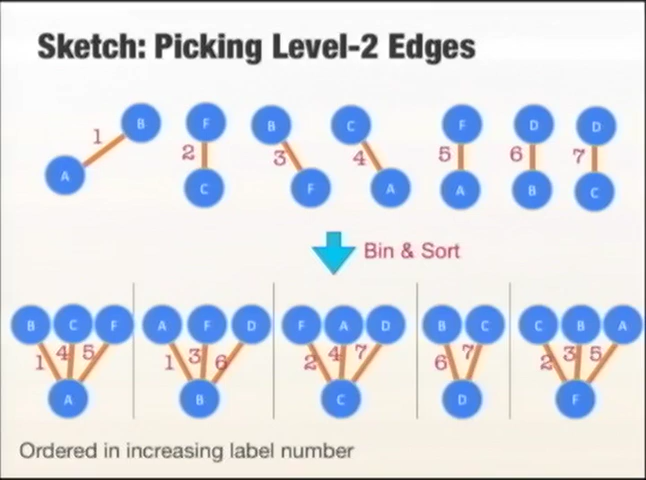 Sketch: Picking Level-2 Edges
B F B C F D D
1 2 3 4 5 6 7
A C F A A B C
Bin & Sort
B C F A F D F A D B C C B A
1 4 5 1 3 6 2 4 7 6 7 2 3 5
A B C D F
Ordered in increasing label number